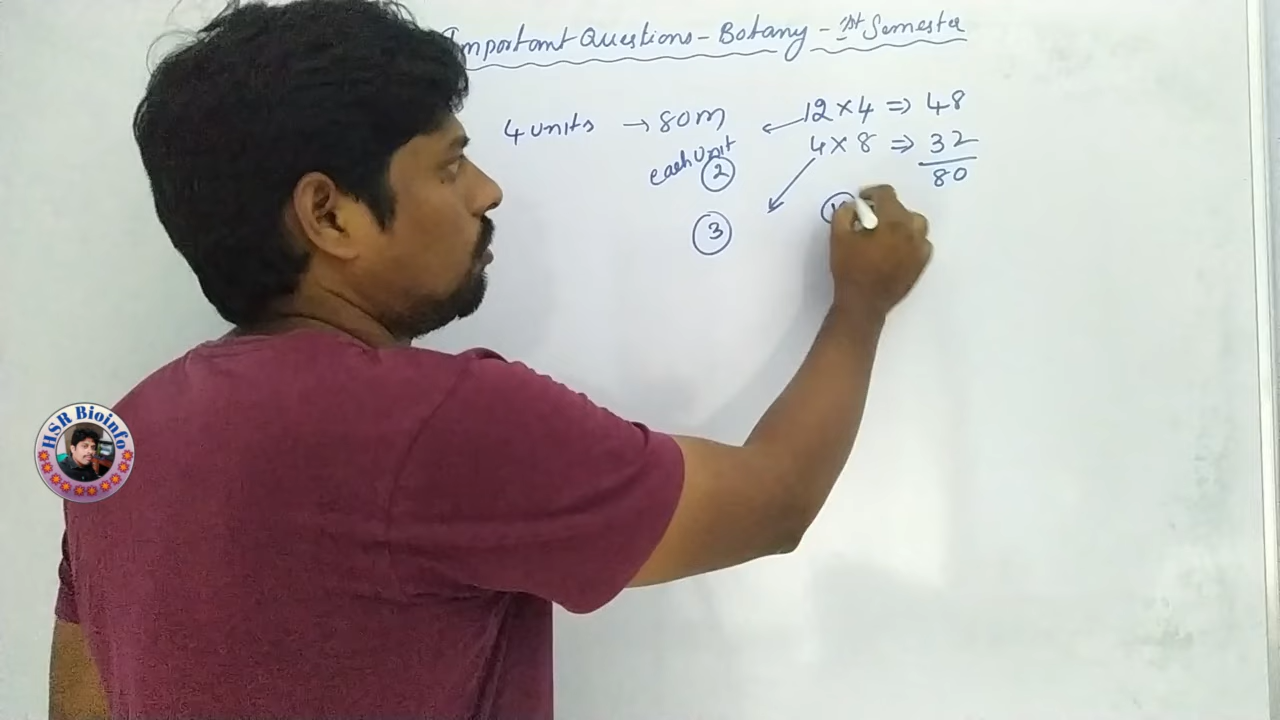 Important Questions - Botany - 1st Semester
4 units → 80m ← 12 × 4 ⇒ 48
each Unit 4 × 8 ⇒ 32
2 80
3
HSR Bioinfo